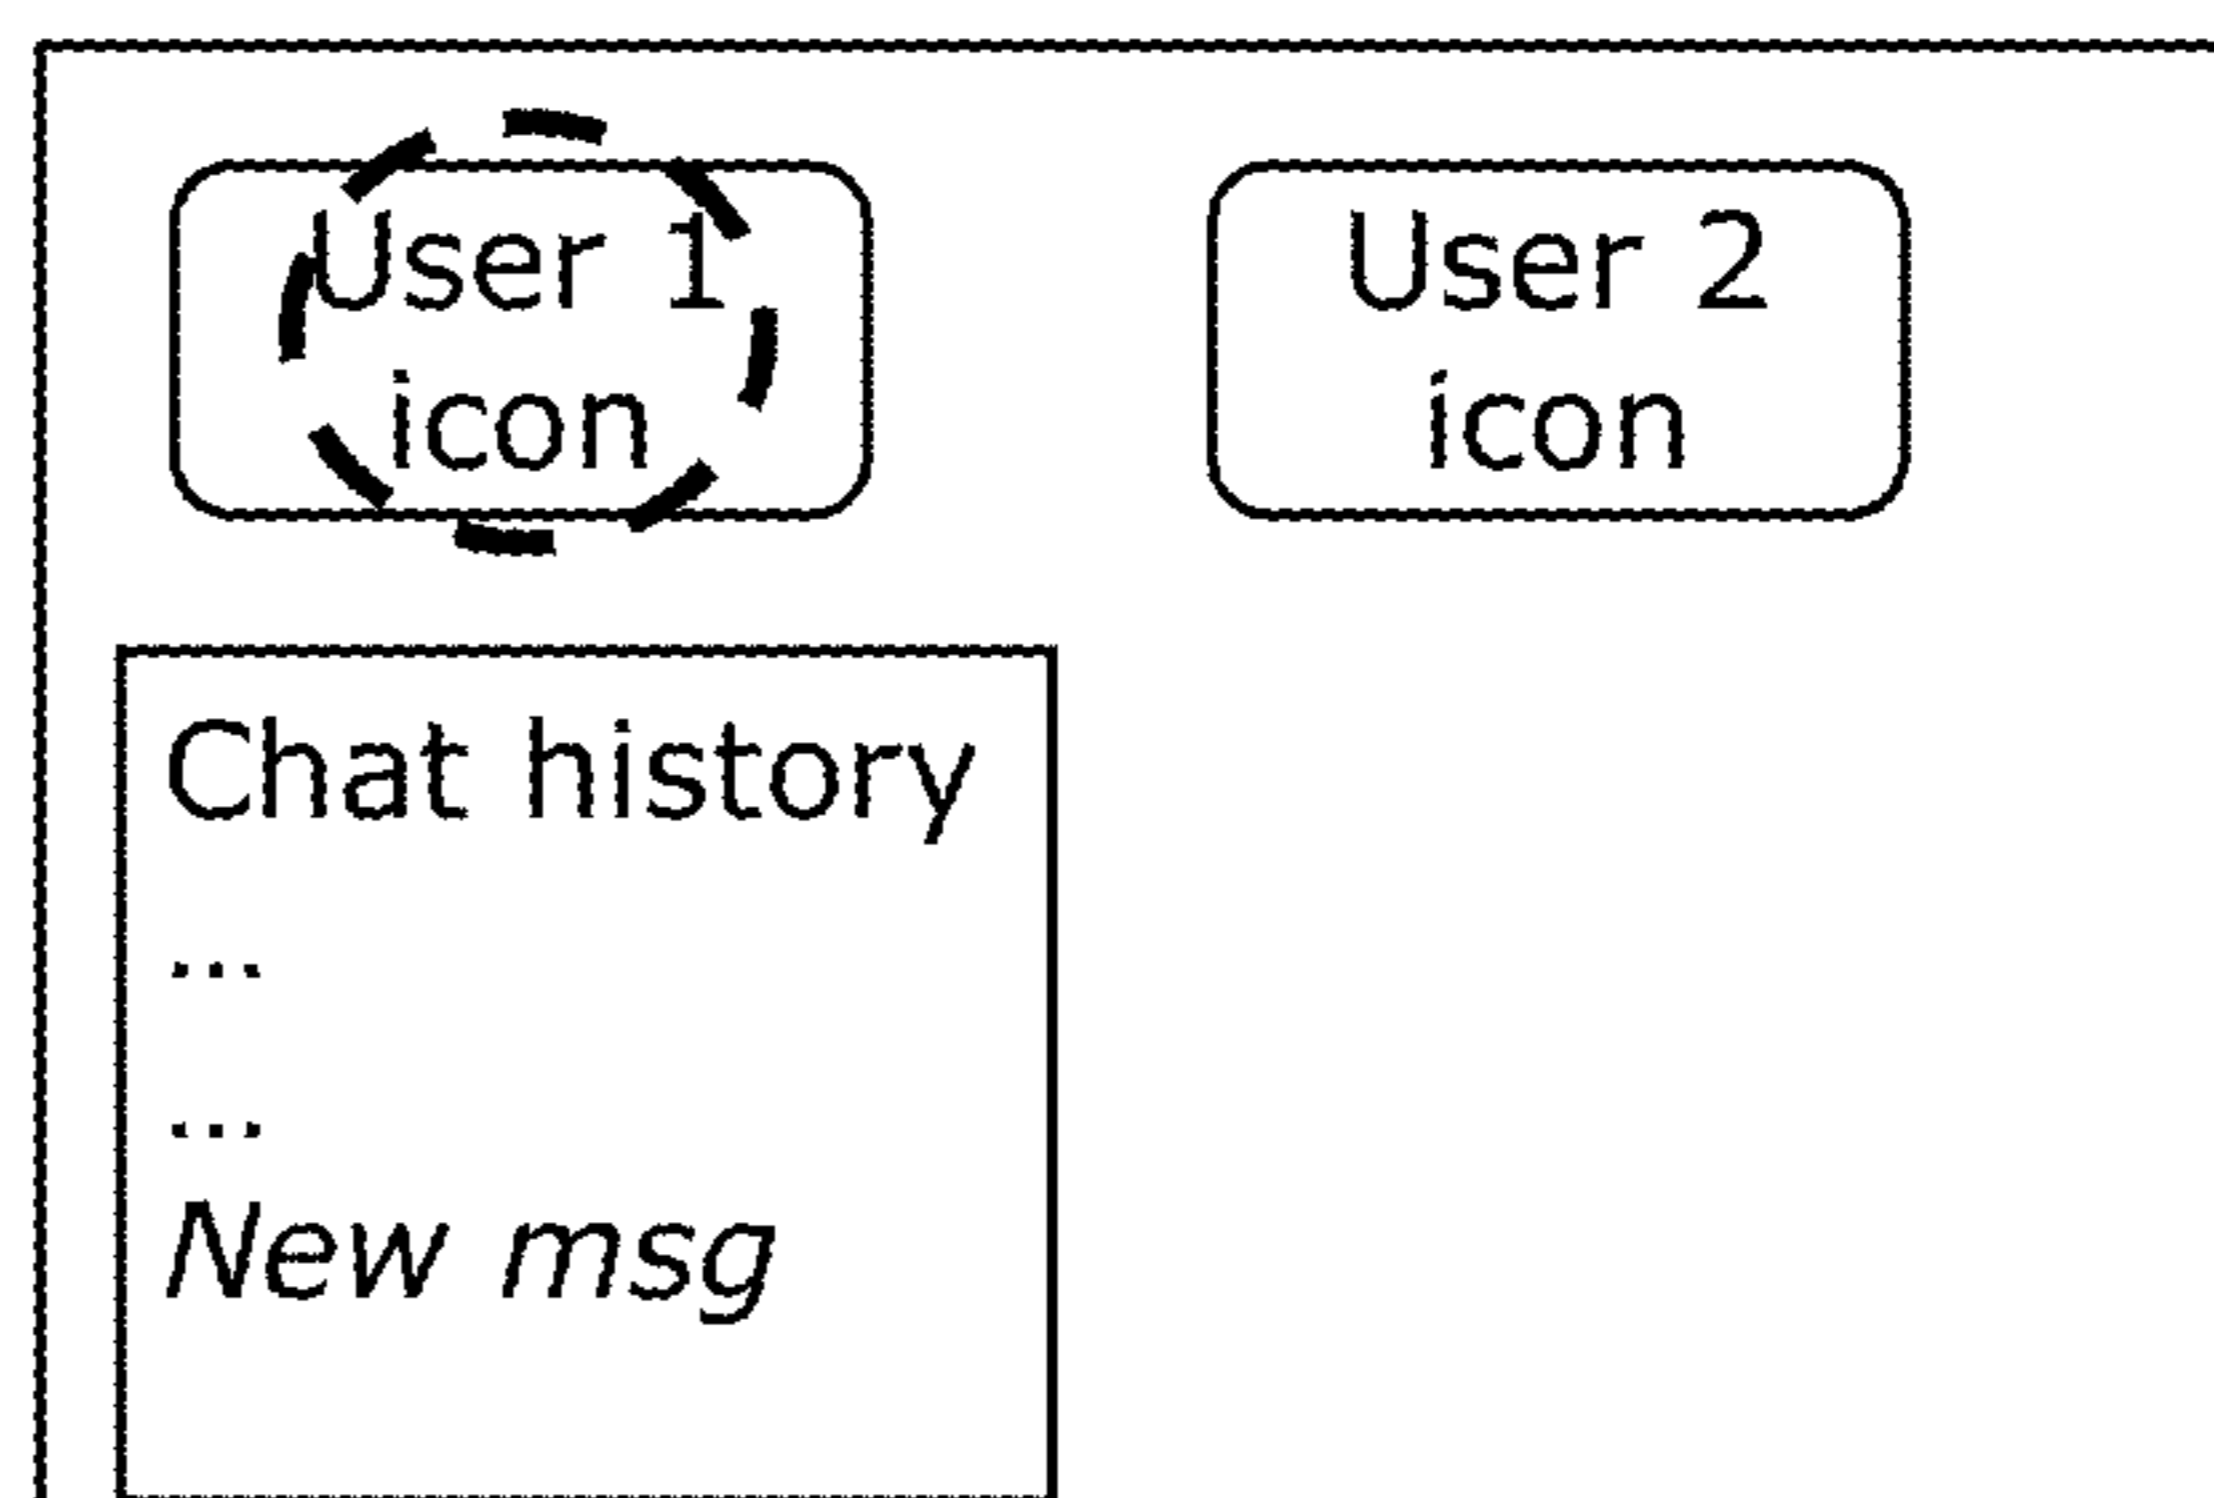 User 1
icon
User 2
icon
Chat history
...
...
New msg